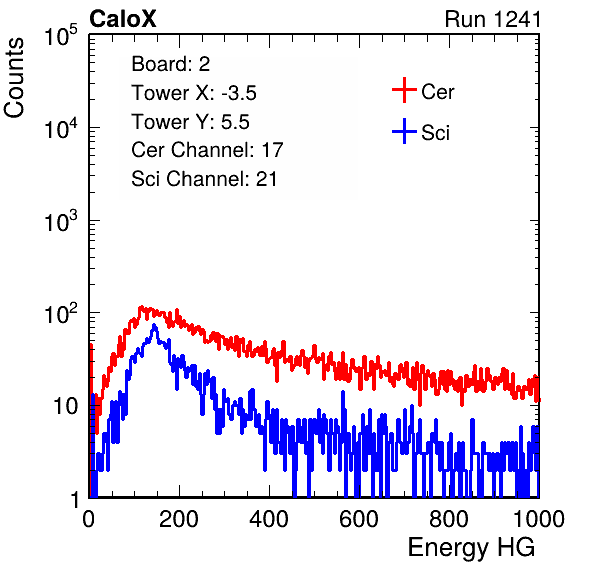 CaloX Run 1241
Counts
10^5
10^4
10^3
10^2
10
1
Board: 2
Tower X: -3.5
Tower Y: 5.5
Cer Channel: 17
Sci Channel: 21
Cer
Sci
0 200 400 600 800 1000
Energy HG